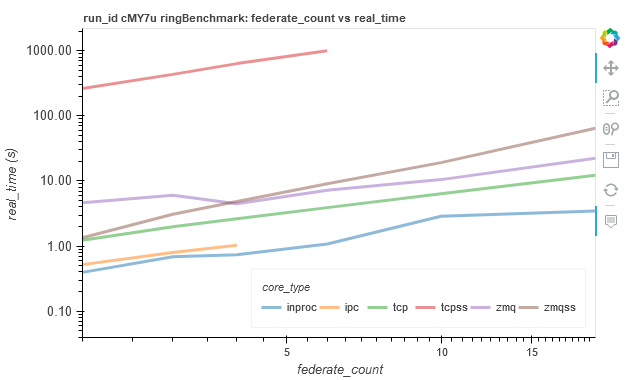 run_id cMY7u ringBenchmark: federate_count vs real_time
1000.00
100.00
10.00
1.00
0.10
real_time (s)
core_type
inproc ipc tcp tcpss zmq zmqss
5 10 15
federate_count